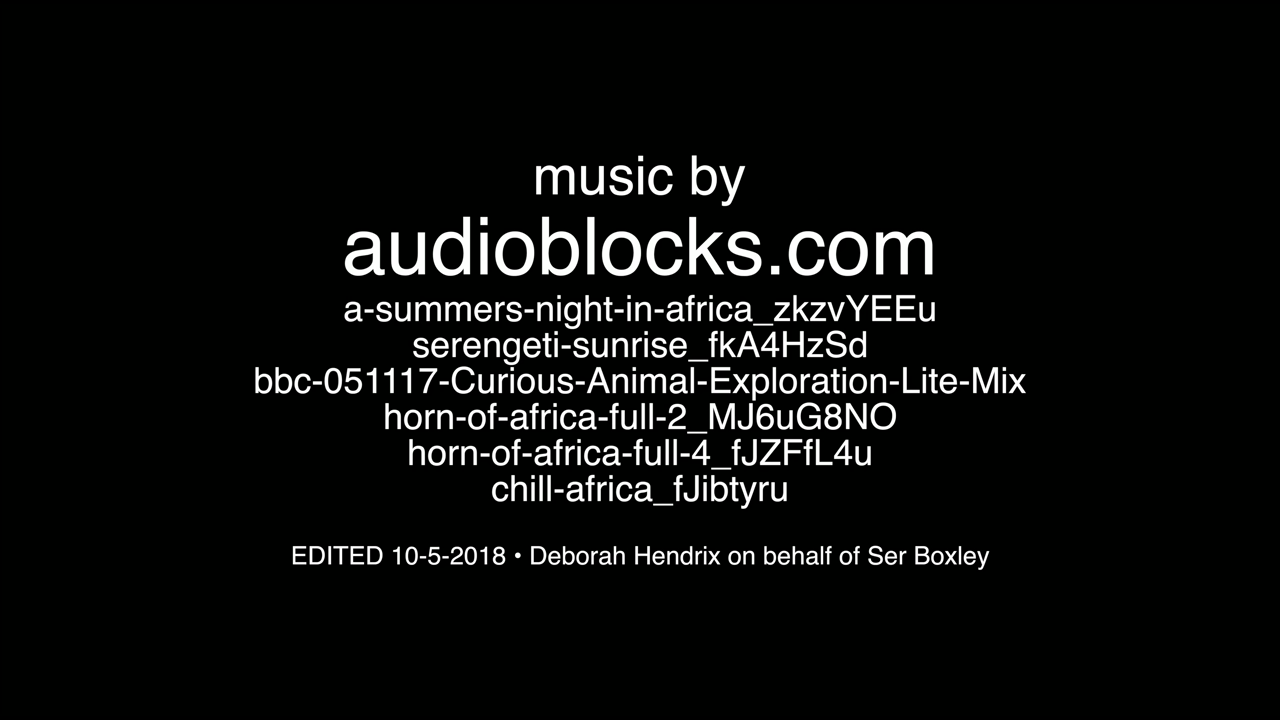 music by
audioblocks.com
a-summers-night-in-africa_zkzvYEEu
serengeti-sunrise_fkA4HzSd
bbc-051117-Curious-Animal-Exploration-Lite-Mix
horn-of-africa-full-2_MJ6uG8NO
horn-of-africa-full-4_fJZFfL4u
chill-africa_fJibtyru
EDITED 10-5-2018 • Deborah Hendrix on behalf of Ser Boxley